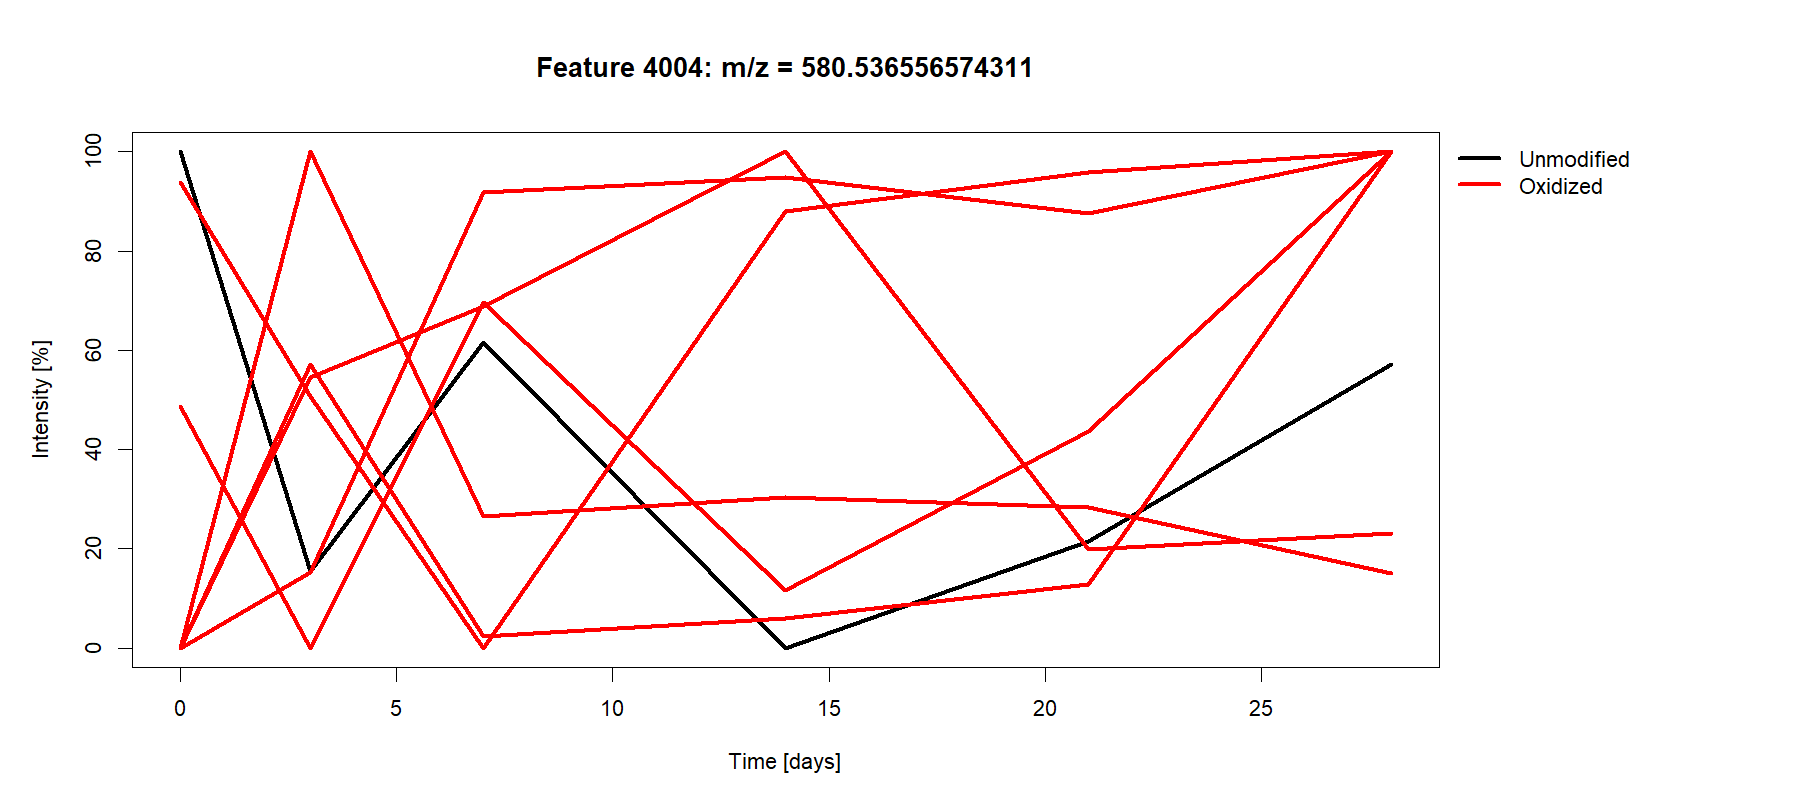 Feature 4004: m/z = 580.536556574311
Unmodified
Oxidized
Intensity [%]
100
80
60
40
20
0
0 5 10 15 20 25
Time [days]